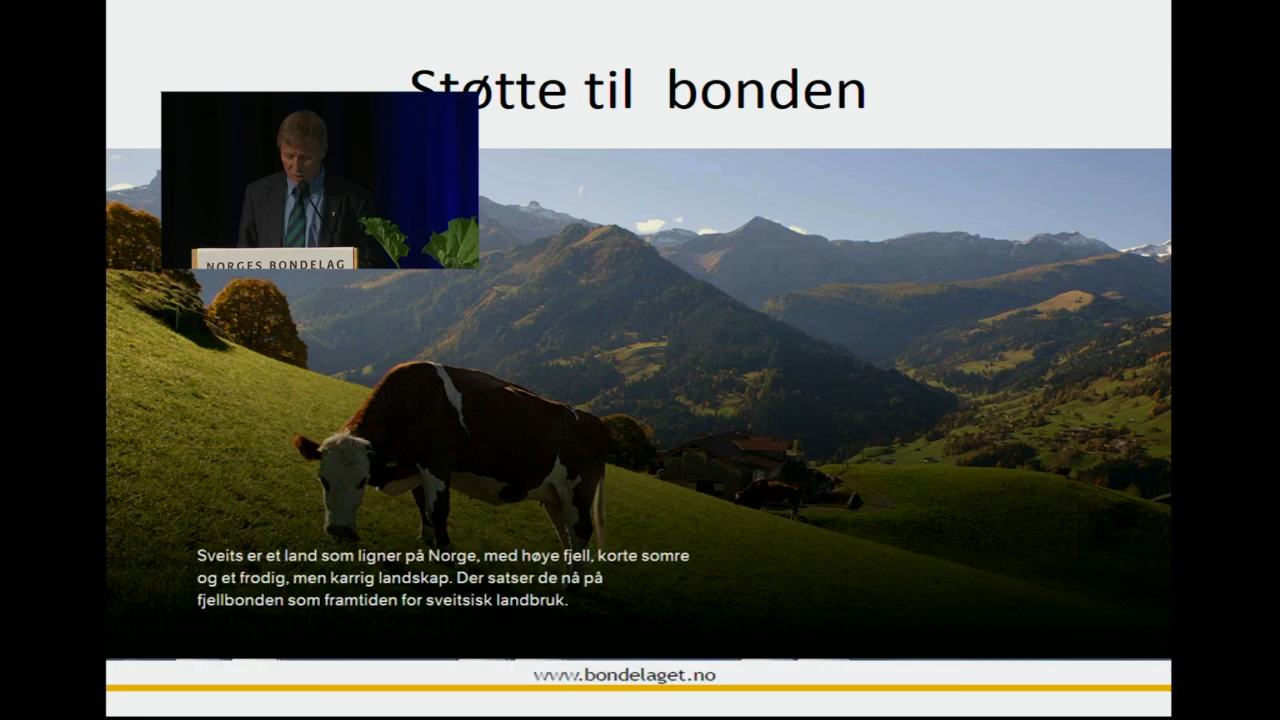 Støtte til bonden
NORGES BONDELAG
Sveits er et land som ligner på Norge, med høye fjell, korte somre
og et frodig, men karrig landskap. Der satser de nå på
fjellbonden som framtiden for sveitsisk landbruk.
www.bondelaget.no